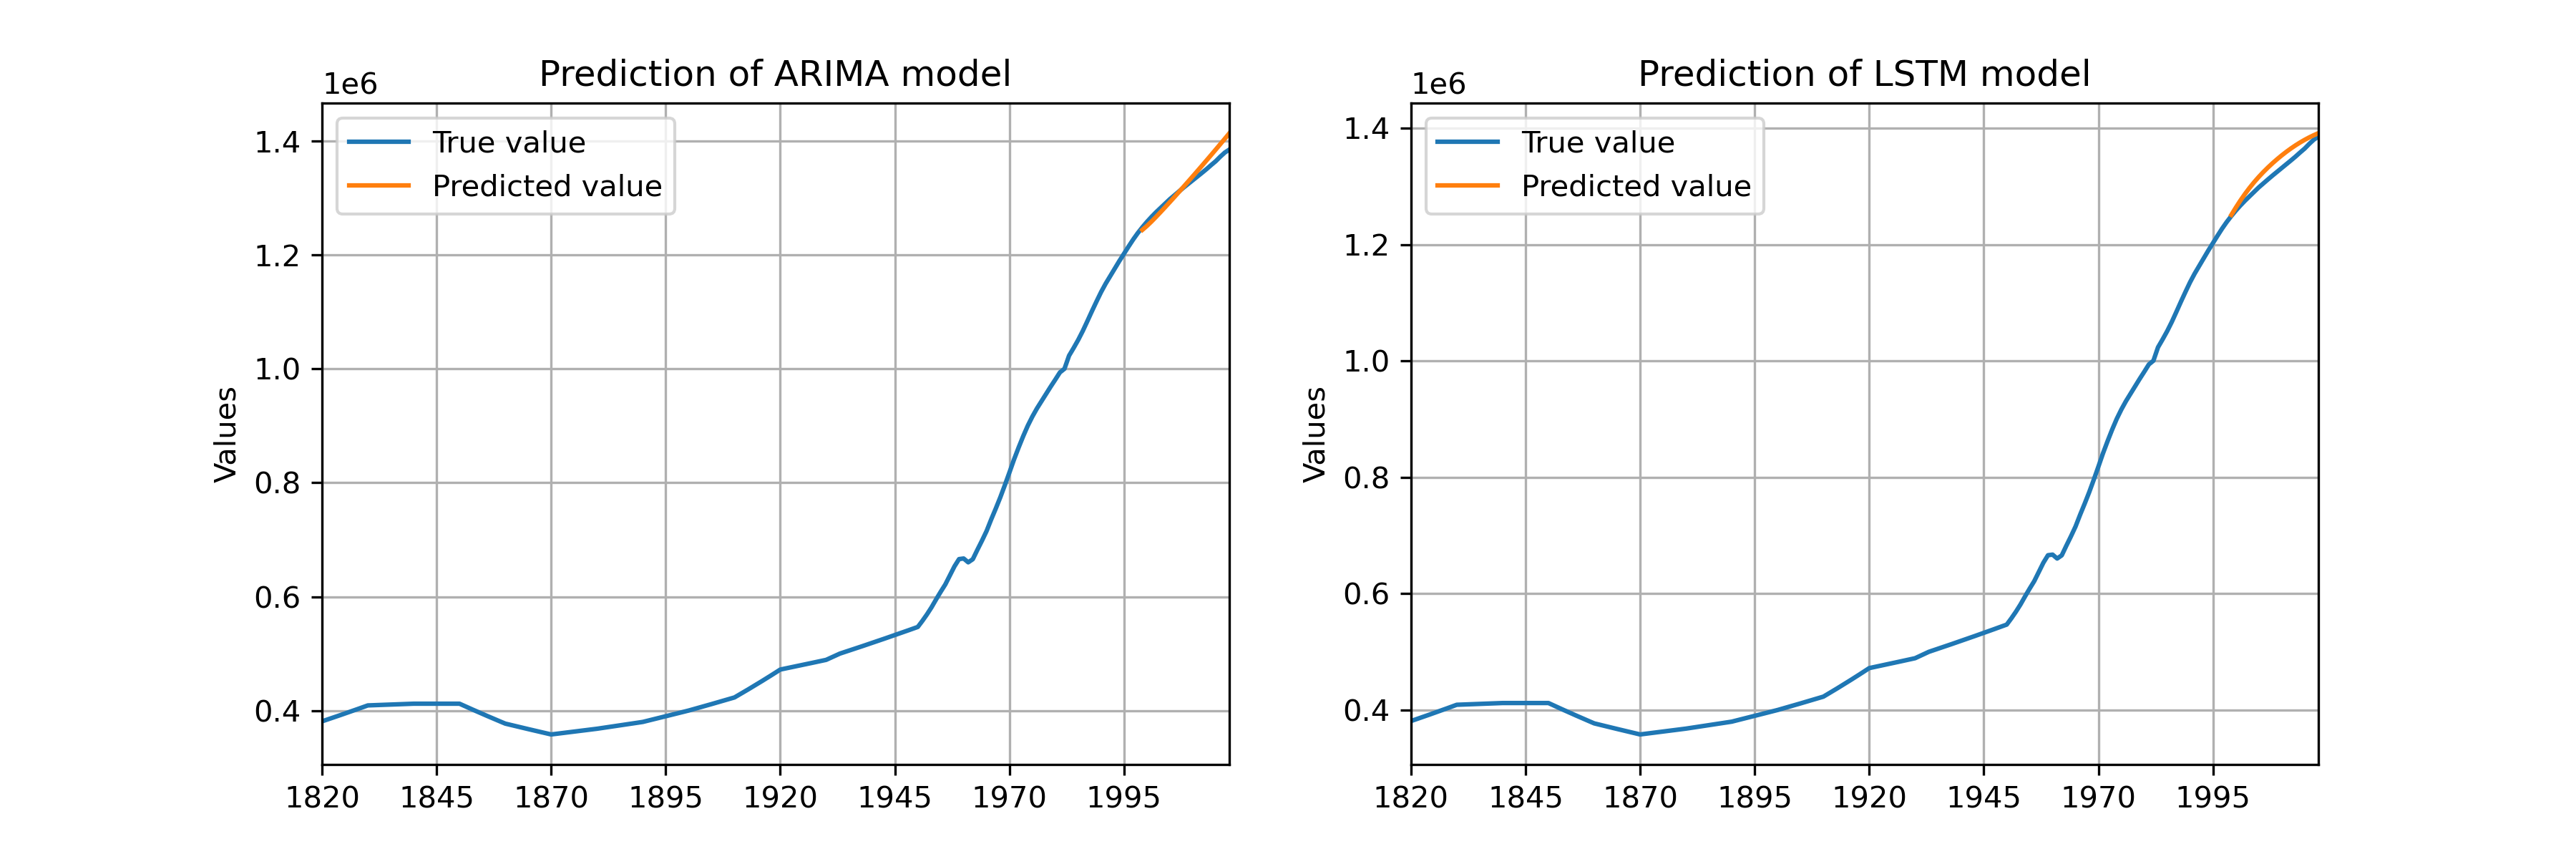 Prediction of ARIMA model
1e6
True value
Predicted value
1.4
1.2
1.0
0.8
0.6
0.4
Values
1820 1845 1870 1895 1920 1945 1970 1995
Prediction of LSTM model
1e6
True value
Predicted value
1.4
1.2
1.0
0.8
0.6
0.4
Values
1820 1845 1870 1895 1920 1945 1970 1995